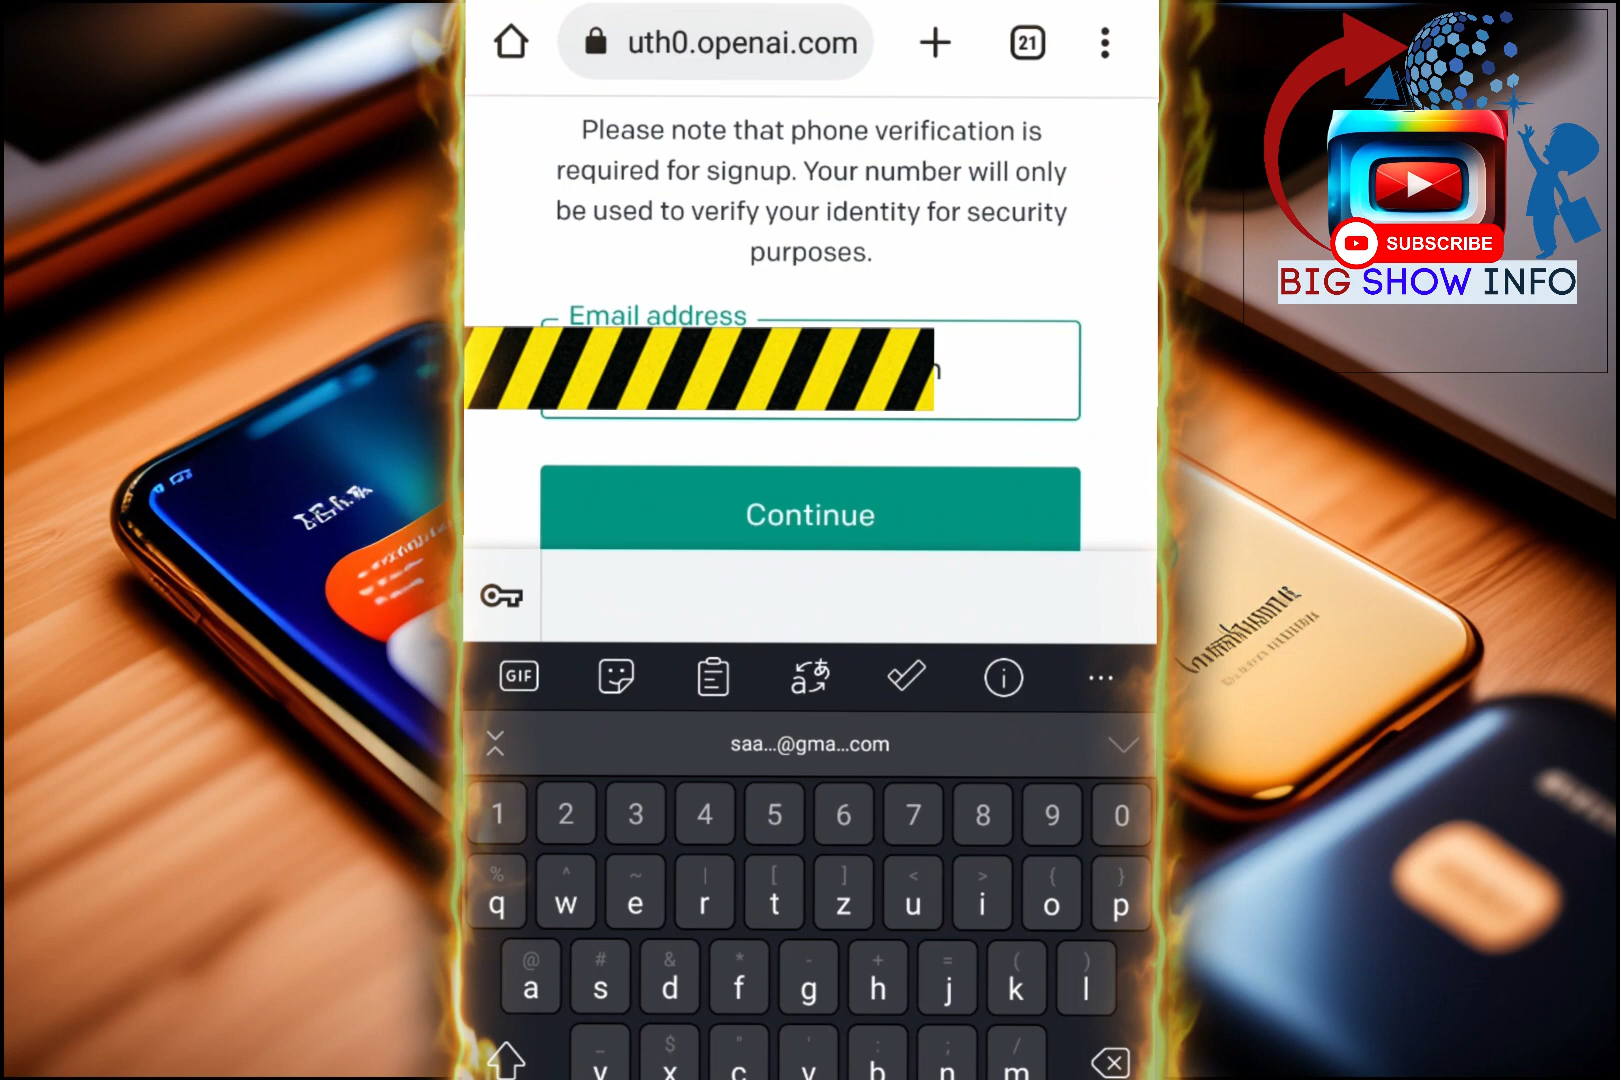 uth0.openai.com
21
Please note that phone verification is
required for signup. Your number will only
be used to verify your identity for security
purposes.
Email address
n
Continue
GIF
saa...@gma...com
1 2 3 4 5 6 7 8 9 0
% ^ ~ | [ ] < > { }
q w e r t z u i o p
@ # & * - + = ( )
a s d f g h j k l
_ $ " ' : ; /
y x c v b n m
SUBSCRIBE
BIG SHOW INFO